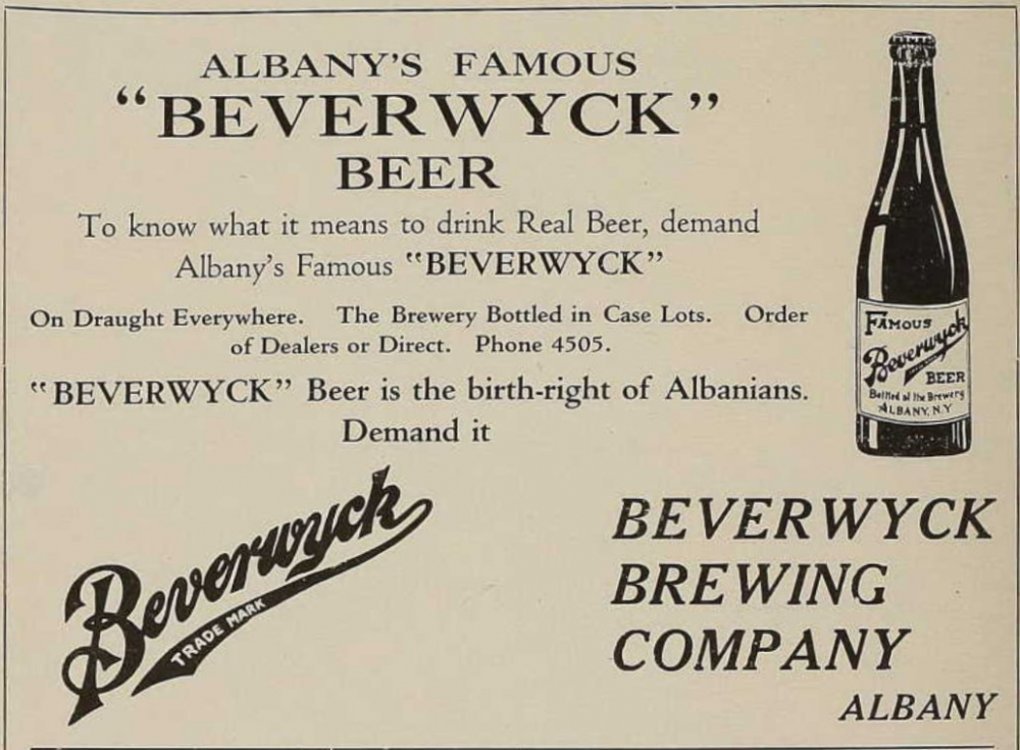 ALBANY'S FAMOUS
"BEVERWYCK"
BEER
To know what it means to drink Real Beer, demand
Albany's Famous "BEVERWYCK"
On Draught Everywhere. The Brewery Bottled in Case Lots. Order
of Dealers or Direct. Phone 4505.
"BEVERWYCK" Beer is the birth-right of Albanians.
Demand it
FAMOUS
Beverwyck
TRADE MARK
BEER
Bottled at the Brewery
ALBANY, N.Y
Beverwyck
TRADE MARK
BEVERWYCK
BREWING
COMPANY
ALBANY